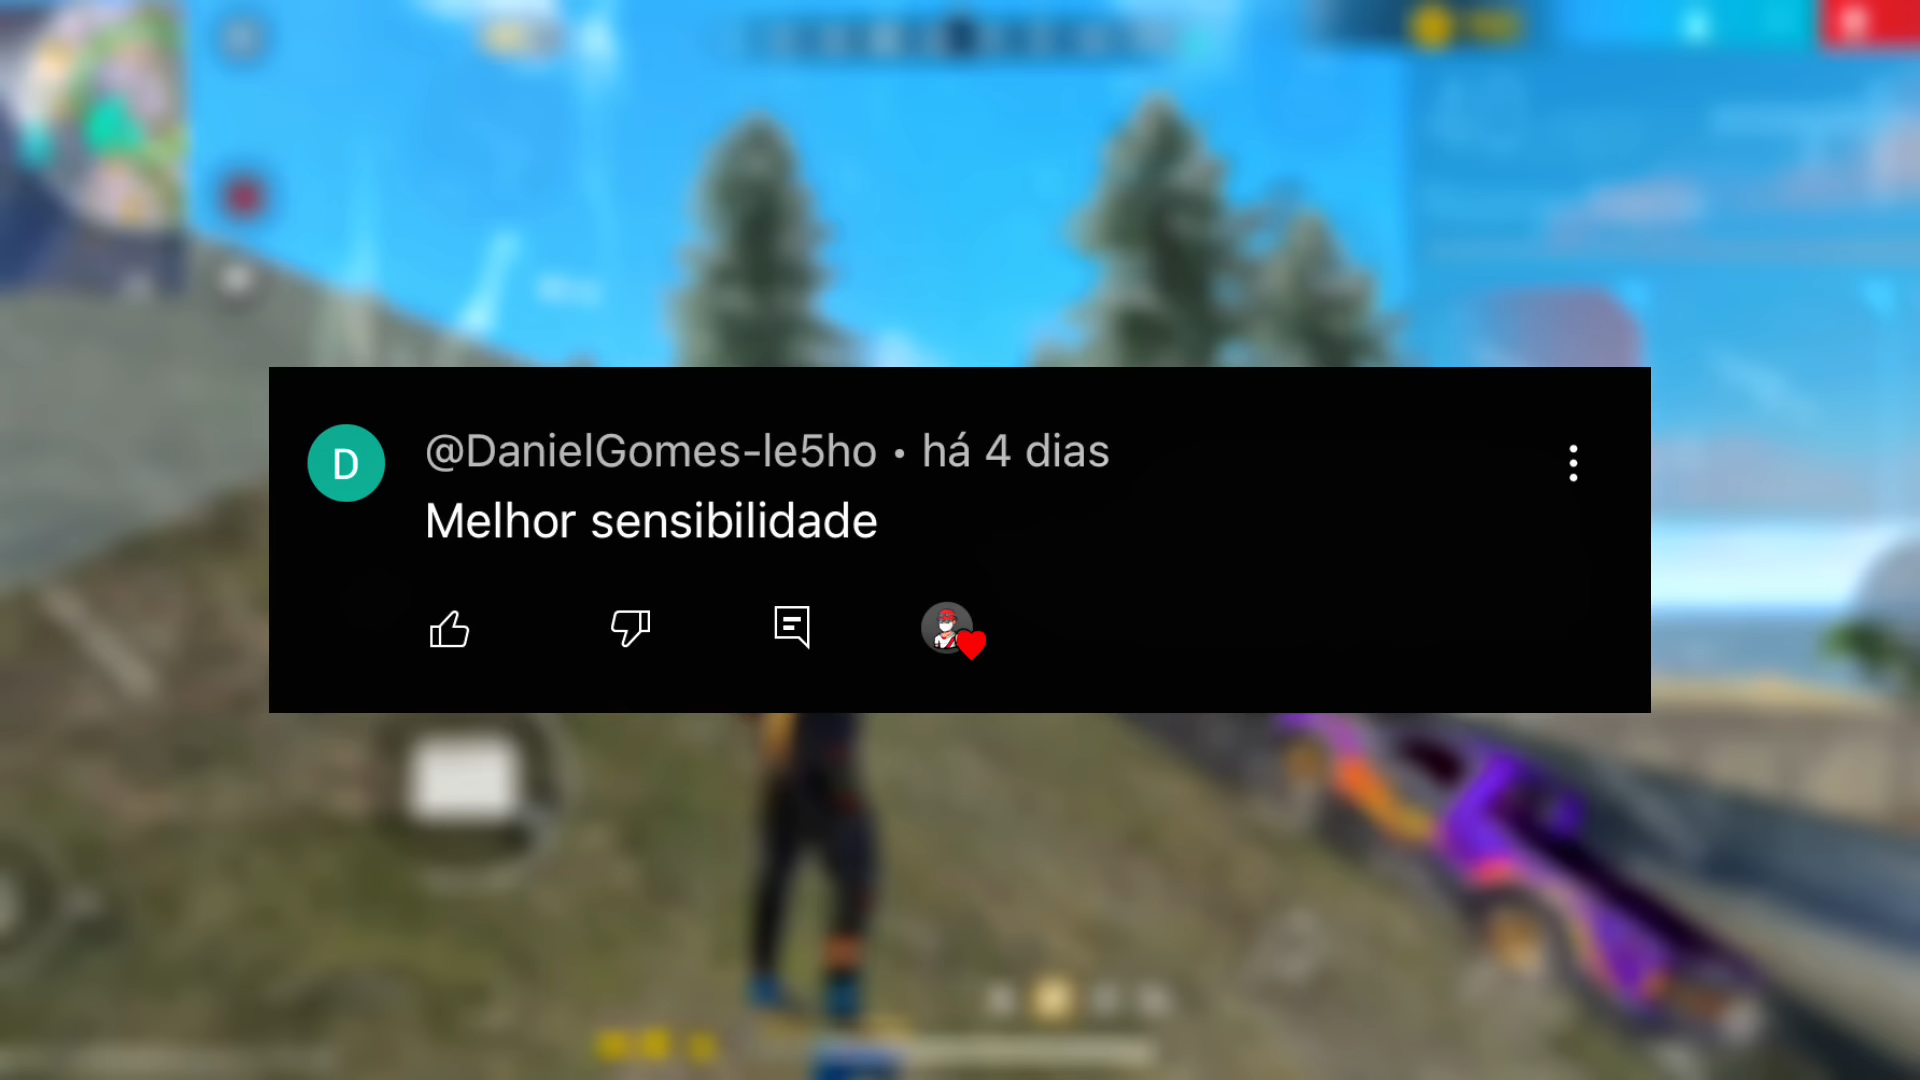 D
@DanielGomes-le5ho • há 4 dias
Melhor sensibilidade